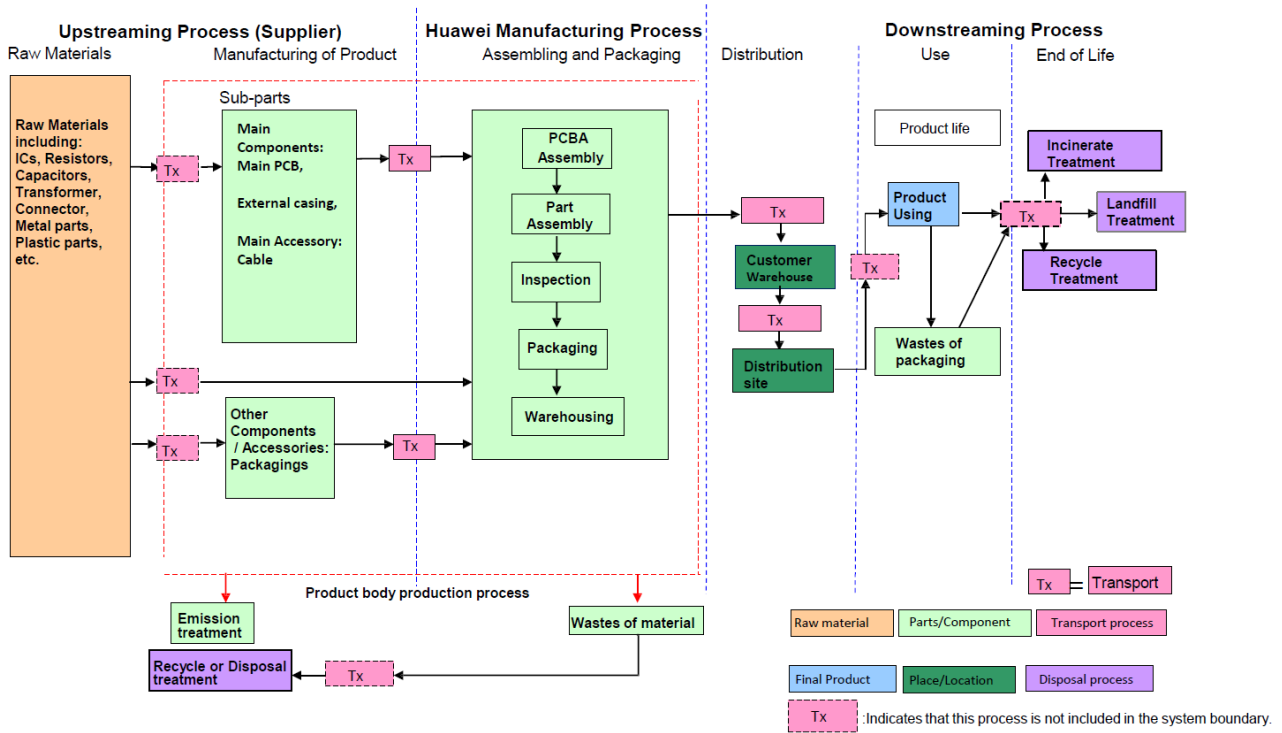 Upstreaming Process (Supplier)
Huawei Manufacturing Process
Downstreaming Process
Raw Materials
Manufacturing of Product
Assembling and Packaging
Distribution
Use
End of Life
Raw Materials
including:
ICs, Resistors,
Capacitors,
Transformer,
Connector,
Metal parts,
Plastic parts,
etc.
Tx
Sub-parts
Main
Components:
Main PCB,
External casing,
Main Accessory:
Cable
Tx
Tx
Tx
Other
Components
/ Accessories:
Packagings
Tx
PCBA
Assembly
Part
Assembly
Inspection
Packaging
Warehousing
Tx
Customer
Warehouse
Tx
Distribution
site
Tx
Product life
Product
Using
Wastes of
packaging
Tx
Incinerate
Treatment
Landfill
Treatment
Recycle
Treatment
Product body production process
Emission
treatment
Wastes of material
Recycle or Disposal
treatment
Tx
Tx
Transport
Raw material
Parts/Component
Transport process
Final Product
Place/Location
Disposal process
Tx
:Indicates that this process is not included in the system boundary.